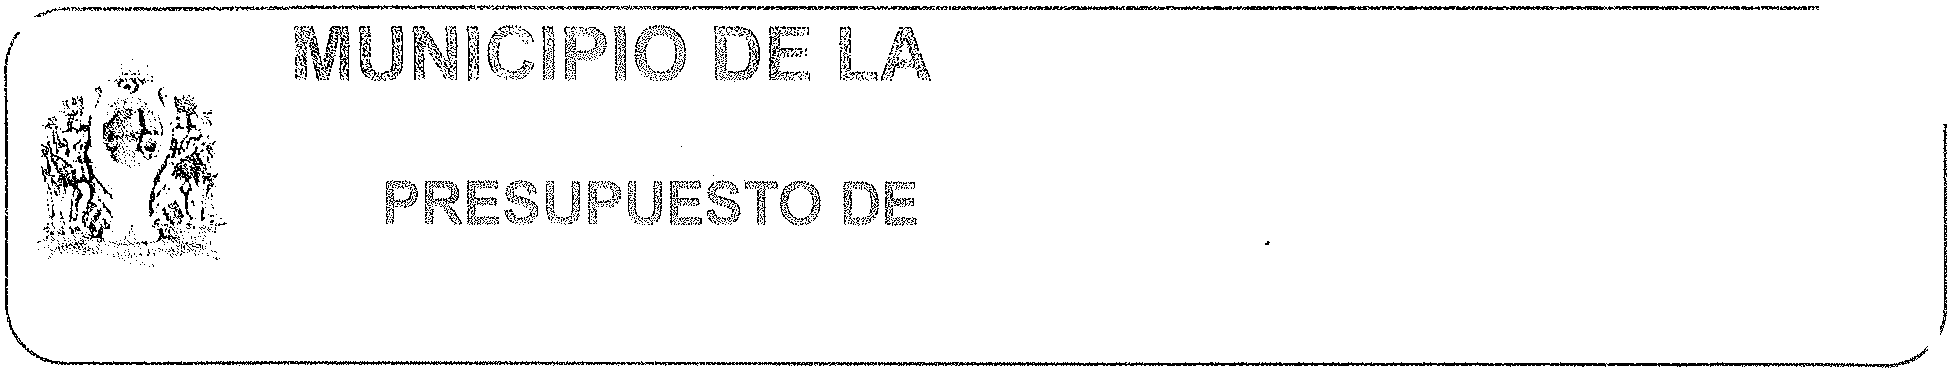 MUNICIPIO DE LA
PRESUPUESTO DE